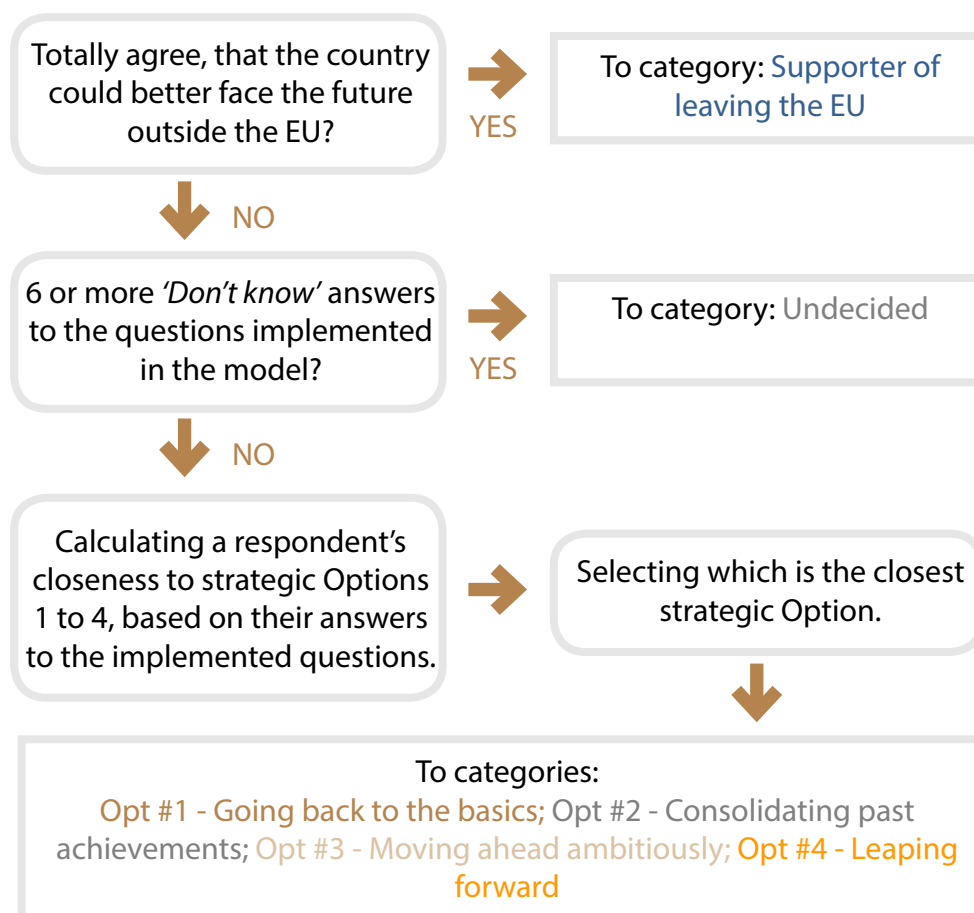 Totally agree, that the country
could better face the future
outside the EU?
YES
To category: Supporter of
leaving the EU
NO
6 or more ‘Don't know’ answers
to the questions implemented
in the model?
YES
To category: Undecided
NO
Calculating a respondent’s
closeness to strategic Options
1 to 4, based on their answers
to the implemented questions.
Selecting which is the closest
strategic Option.
To categories:
Opt #1 - Going back to the basics; Opt #2 - Consolidating past
achievements; Opt #3 - Moving ahead ambitiously; Opt #4 - Leaping
forward